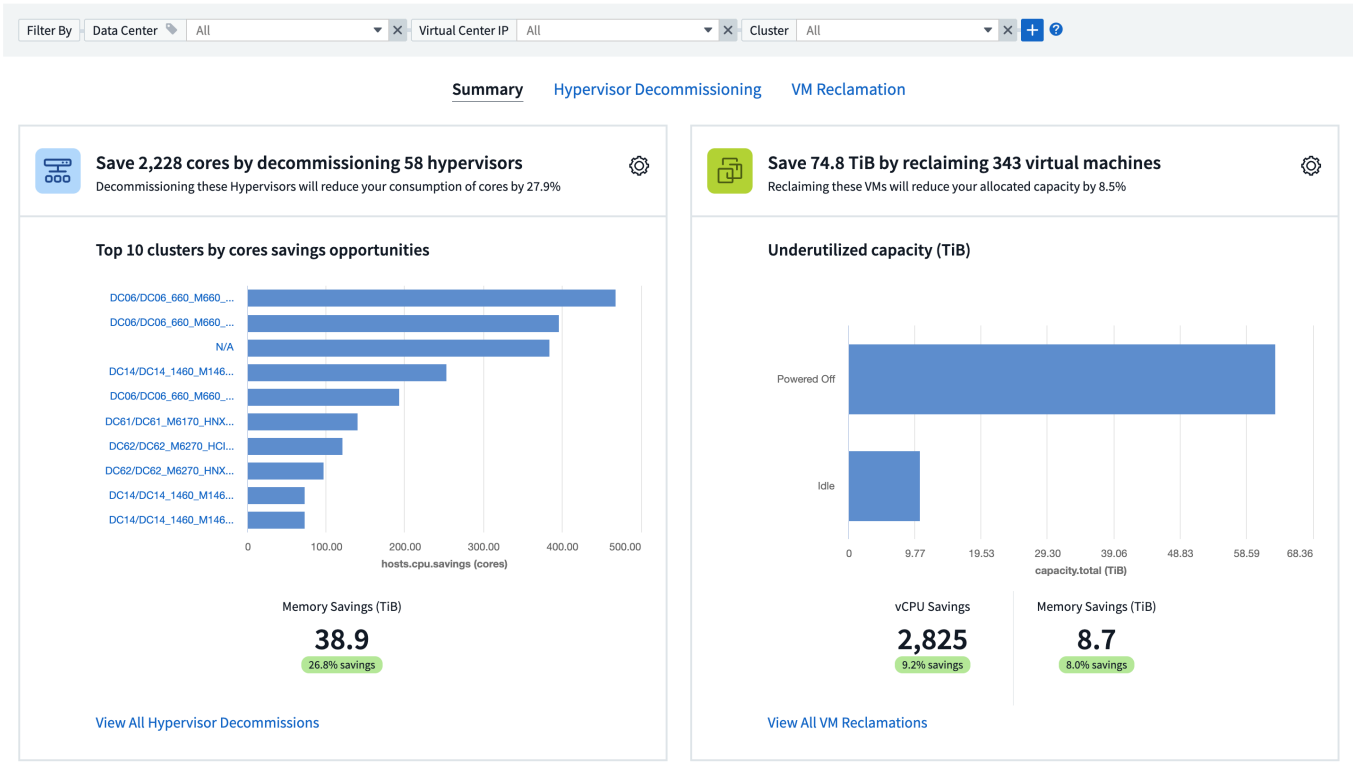 Filter By Data Center All Virtual Center IP All Cluster All
Summary Hypervisor Decommissioning VM Reclamation
Save 2,228 cores by decommissioning 58 hypervisors
Decommissioning these Hypervisors will reduce your consumption of cores by 27.9%
Top 10 clusters by cores savings opportunities
DC06/DC06_660_M660_...
DC06/DC06_660_M660_...
N/A
DC14/DC14_1460_M146...
DC06/DC06_660_M660_...
DC61/DC61_M6170_HNX...
DC62/DC62_M6270_HCI...
DC62/DC62_M6270_HNX...
DC14/DC14_1460_M146...
DC14/DC14_1460_M146...
0 100.00 200.00 300.00 400.00 500.00
hosts.cpu.savings (cores)
Memory Savings (TiB)
38.9
26.8% savings
View All Hypervisor Decommissions
Save 74.8 TiB by reclaiming 343 virtual machines
Reclaiming these VMs will reduce your allocated capacity by 8.5%
Underutilized capacity (TiB)
Powered Off
Idle
0 9.77 19.53 29.30 39.06 48.83 58.59 68.36
capacity.total (TiB)
vCPU Savings
2,825
9.2% savings
Memory Savings (TiB)
8.7
8.0% savings
View All VM Reclamations